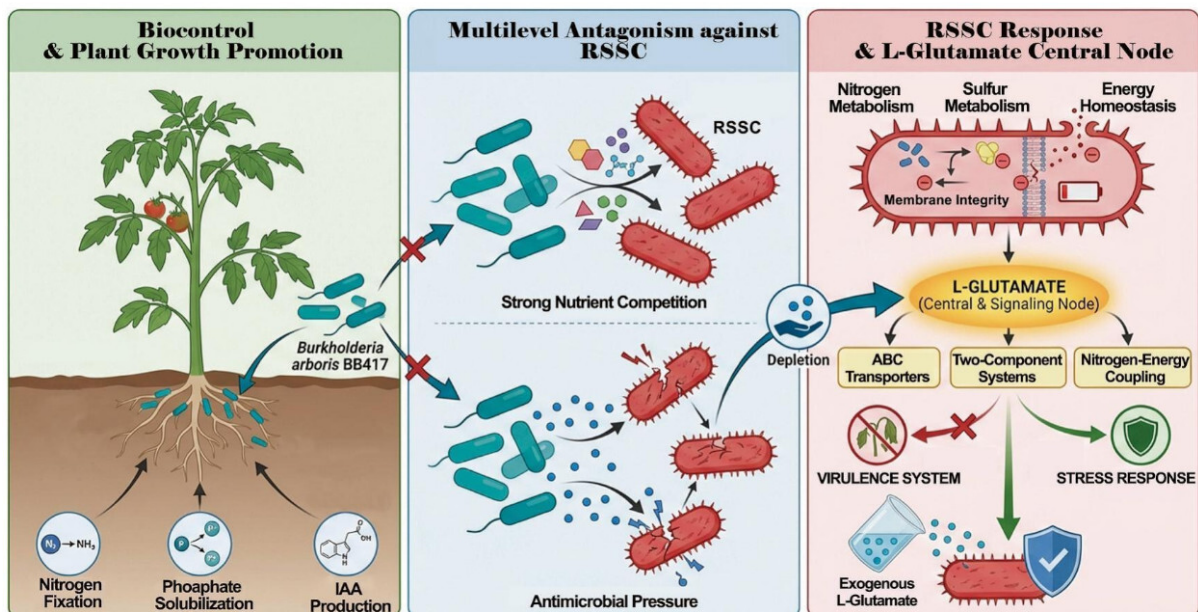 Biocontrol
& Plant Growth Promotion
Burkholderia
arboris BB417
N₂ → NH₃
P
OH
Nitrogen
Fixation
Phoaphate
Solubilization
IAA
Production
Multilevel Antagonism against
RSSC
RSSC
Strong Nutrient Competition
Antimicrobial Pressure
Depletion
RSSC Response
& L-Glutamate Central Node
Nitrogen
Metabolism
Sulfur
Metabolism
Energy
Homeostasis
Membrane Integrity
L-GLUTAMATE
(Central & Signaling Node)
ABC
Transporters
Two-Component
Systems
Nitrogen-Energy
Coupling
VIRULENCE SYSTEM
STRESS RESPONSE
Exogenous
L-Glutamate